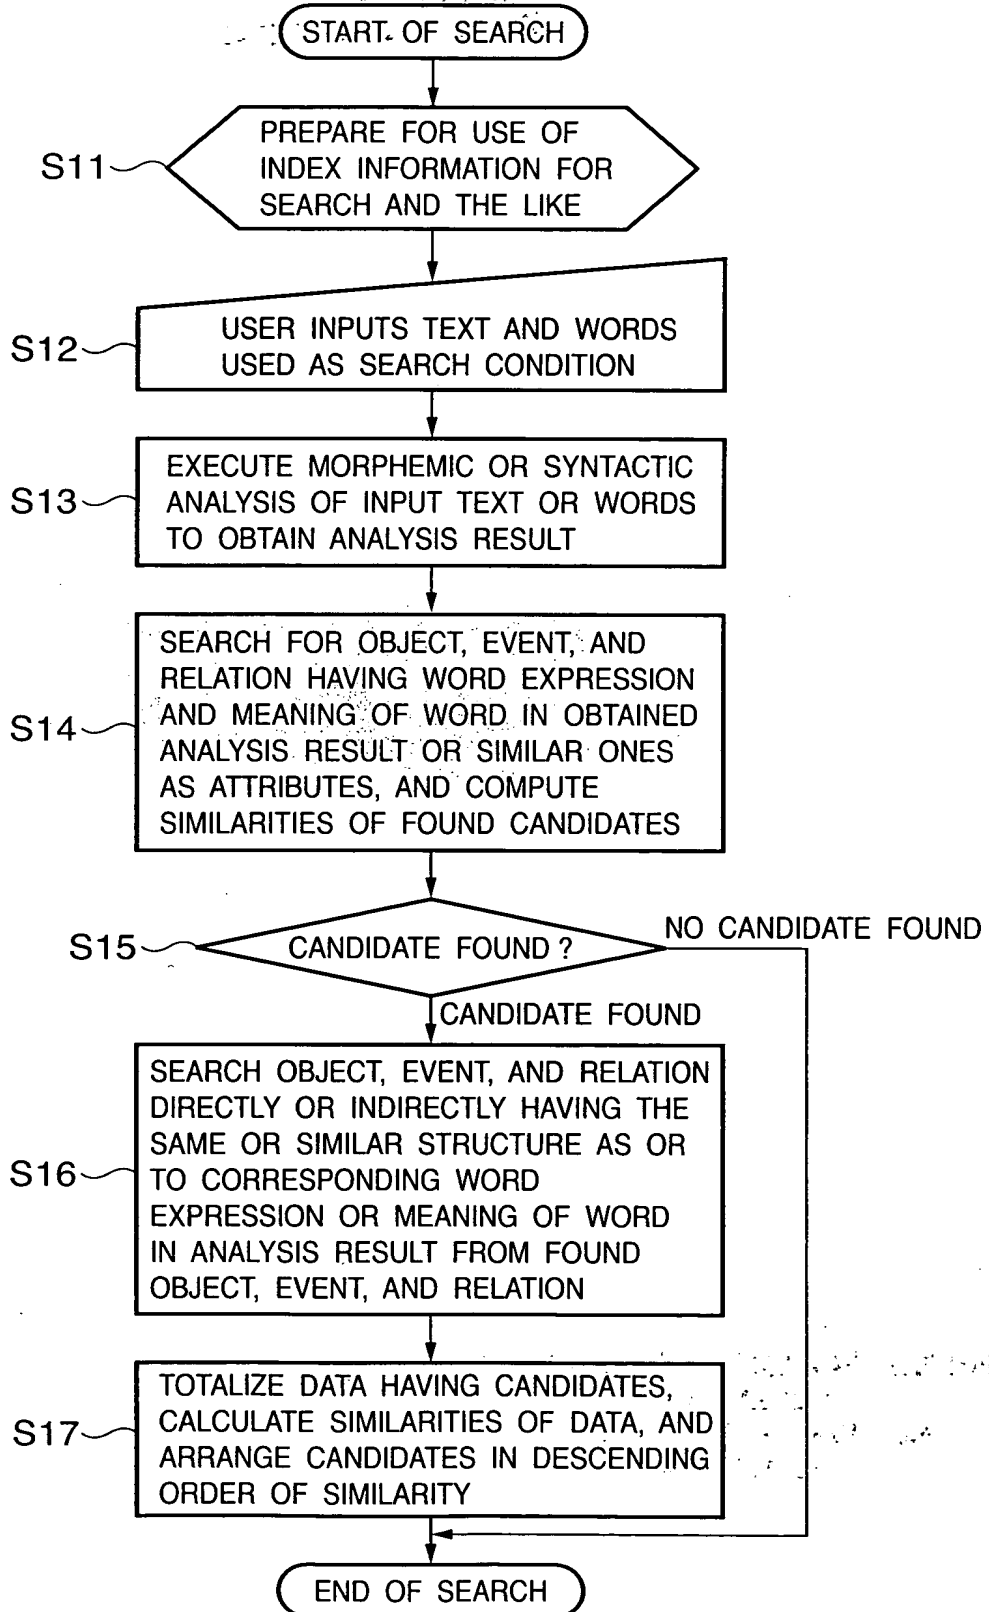 START OF SEARCH
S11
PREPARE FOR USE OF
INDEX INFORMATION FOR
SEARCH AND THE LIKE
S12
USER INPUTS TEXT AND WORDS
USED AS SEARCH CONDITION
S13
EXECUTE MORPHEMIC OR SYNTACTIC
ANALYSIS OF INPUT TEXT OR WORDS
TO OBTAIN ANALYSIS RESULT
S14
SEARCH FOR OBJECT, EVENT, AND
RELATION HAVING WORD EXPRESSION
AND MEANING OF WORD IN OBTAINED
ANALYSIS RESULT OR SIMILAR ONES
AS ATTRIBUTES, AND COMPUTE
SIMILARITIES OF FOUND CANDIDATES
S15
CANDIDATE FOUND ?
NO CANDIDATE FOUND
CANDIDATE FOUND
S16
SEARCH OBJECT, EVENT, AND RELATION
DIRECTLY OR INDIRECTLY HAVING THE
SAME OR SIMILAR STRUCTURE AS OR
TO CORRESPONDING WORD
EXPRESSION OR MEANING OF WORD
IN ANALYSIS RESULT FROM FOUND
OBJECT, EVENT, AND RELATION
S17
TOTALIZE DATA HAVING CANDIDATES,
CALCULATE SIMILARITIES OF DATA, AND
ARRANGE CANDIDATES IN DESCENDING
ORDER OF SIMILARITY
END OF SEARCH